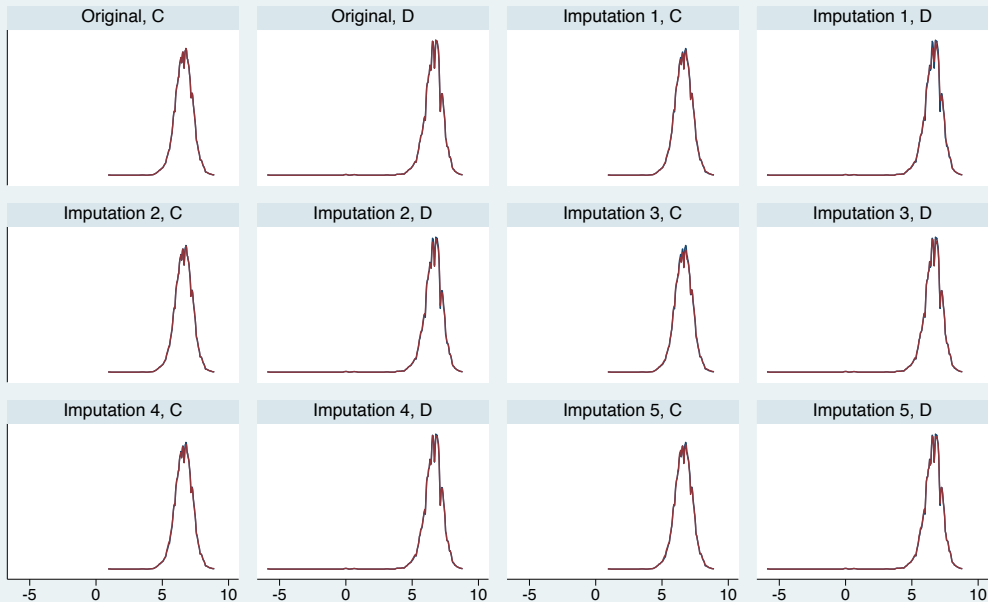 Original, C
Original, D
Imputation 1, C
Imputation 1, D
Imputation 2, C
Imputation 2, D
Imputation 3, C
Imputation 3, D
Imputation 4, C
Imputation 4, D
Imputation 5, C
Imputation 5, D
-5 0 5 10 -5 0 5 10 -5 0 5 10 -5 0 5 10